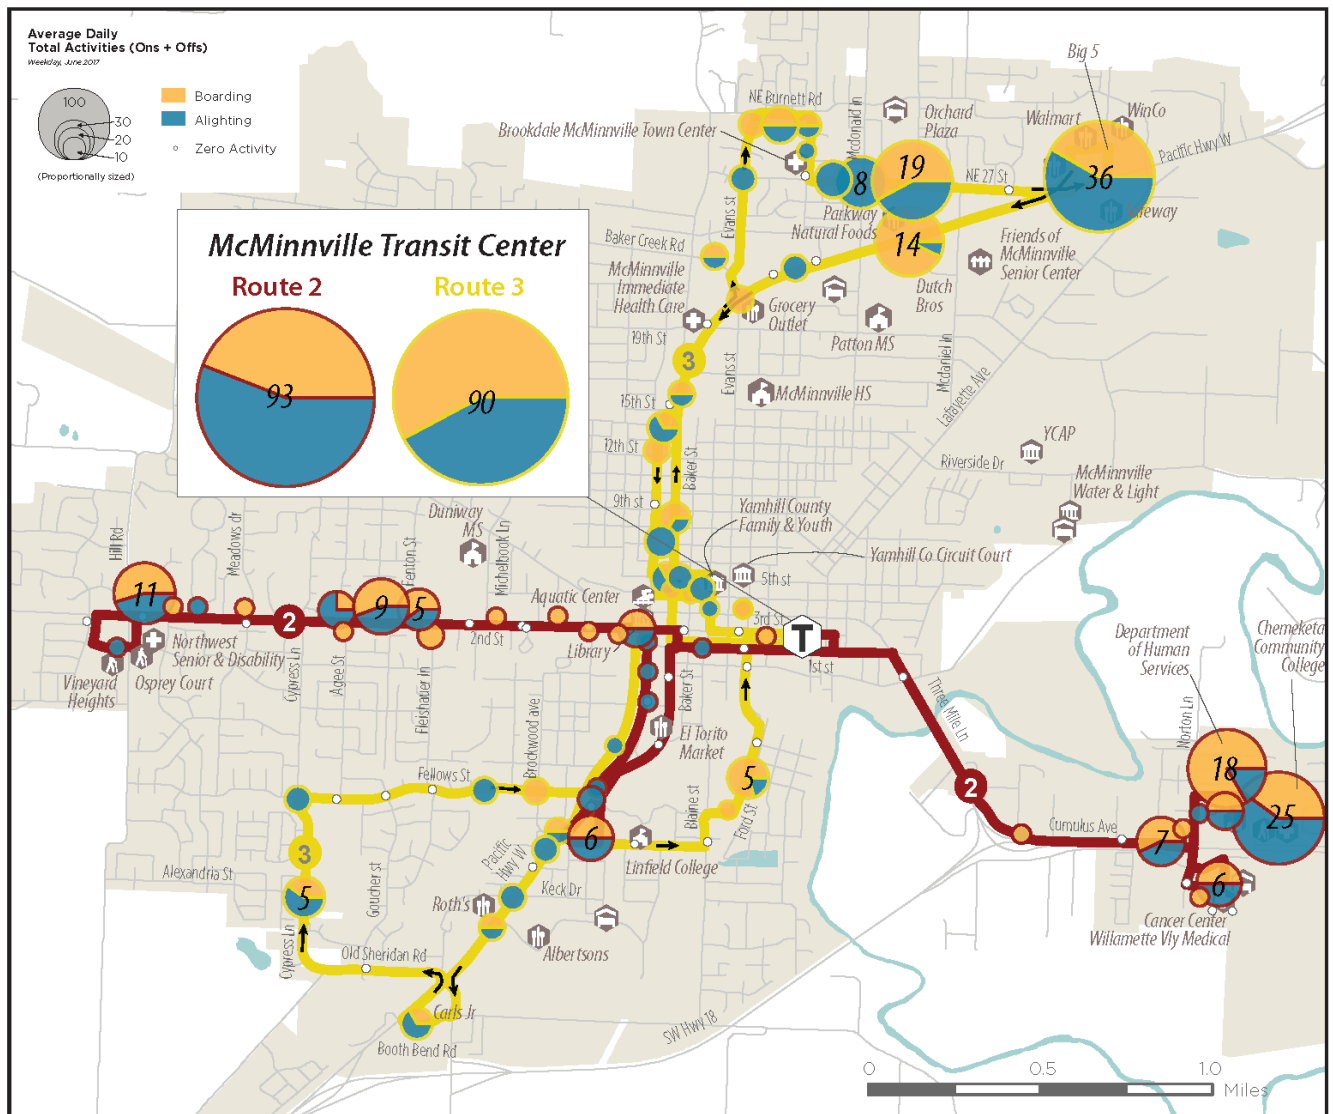 Average Daily
Total Activities (Ons + Offs)
Weekday, June 2017
100
30
20
10
(Proportionally sized)
Boarding
Alighting
Zero Activity
Big 5
NE Burnett Rd
Mcdonald ln
Orchard
Plaza
Walmart
WinCo
Brookdale McMinnville Town Center
Pacific Hwy W
19
8
36
NE 27 St
Safeway
Evans st
Parkway
Natural Foods
14
McMinnville Transit Center
Route 2
Route 3
93
90
Baker Creek Rd
McMinnville
Immediate
Health Care
Friends of
McMinnville
Senior Center
Dutch
Bros
Grocery
Outlet
Patton MS
19th St
3
Evans st
Mcdaniel ln
Lafayette Ave
McMinnville HS
15th St
12th St
Baker St
YCAP
Riverside Dr
McMinnville
Water & Light
9th st
Yamhill County
Family & Youth
Duniway
MS
Yamhill Co Circuit Court
5th st
Hill Rd
Meadows dr
Fenton St
Michelbook Ln
Aquatic Center
11
9
5
2
2nd St
3rd St
T
1st st
Library
Northwest
Senior & Disability
Vineyard
Heights
Osprey Court
Cypress Ln
Agee St
Fleishauer ln
Brockwood ave
Baker St
El Torito
Market
Three Mile Ln
Department
of Human
Services
Chemeketa
Community
College
Norton Ln
18
25
2
Cumulus Ave
7
6
Cancer Center
Willamette Vly Medical
Fellows St
5
Blaine st
Ford St
6
Linfield College
3
Alexandria St
Goucher st
Pacific
Hwy W
Keck Dr
5
Roth's
Albertsons
Cypress Ln
Old Sheridan Rd
Carls Jr
Booth Bend Rd
SW Hwy 18
0
0.5
1.0
Miles